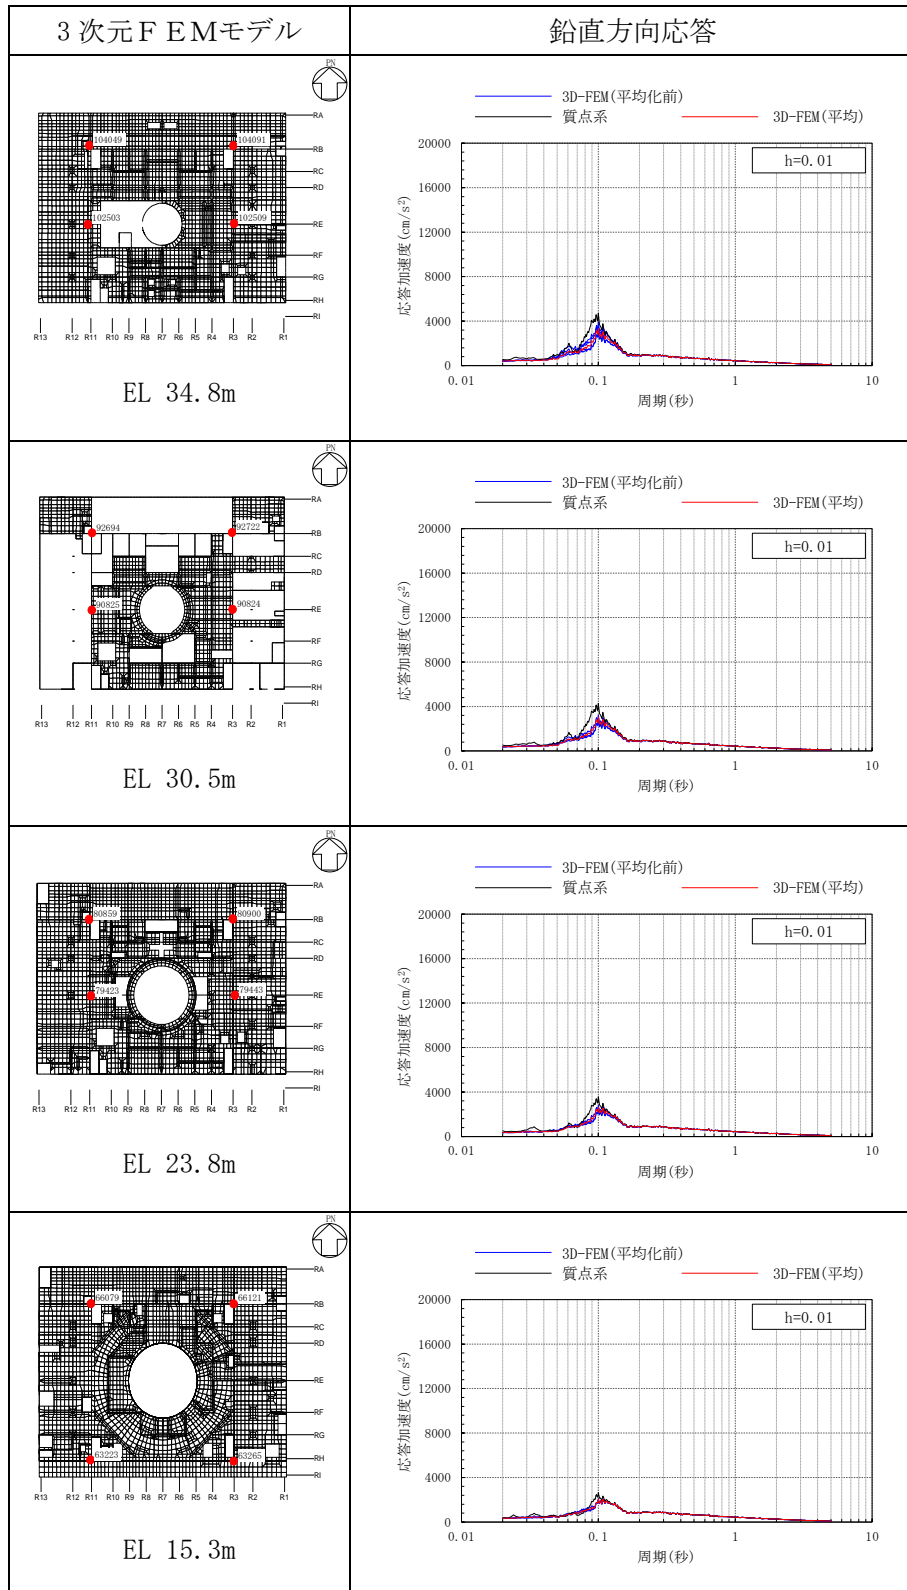 3次元ＦＥＭモデル
鉛直方向応答
PN
RA
RB
RC
RD
RE
RF
RG
RH
RI
104049
104091
102503
102509
R13 R12 R11 R10 R9 R8 R7 R6 R5 R4 R3 R2 R1
EL 34.8m
3D-FEM(平均化前)
質点系
3D-FEM(平均)
h=0.01
応答加速度(cm/s²)
20000
16000
12000
8000
4000
0
0.01 0.1 1 10
周期(秒)
PN
RA
RB
RC
RD
RE
RF
RG
RH
RI
92694
92722
90825
90824
R13 R12 R11 R10 R9 R8 R7 R6 R5 R4 R3 R2 R1
EL 30.5m
3D-FEM(平均化前)
質点系
3D-FEM(平均)
h=0.01
応答加速度(cm/s²)
20000
16000
12000
8000
4000
0
0.01 0.1 1 10
周期(秒)
PN
RA
RB
RC
RD
RE
RF
RG
RH
RI
80859
80900
79423
79443
R13 R12 R11 R10 R9 R8 R7 R6 R5 R4 R3 R2 R1
EL 23.8m
3D-FEM(平均化前)
質点系
3D-FEM(平均)
h=0.01
応答加速度(cm/s²)
20000
16000
12000
8000
4000
0
0.01 0.1 1 10
周期(秒)
PN
RA
RB
RC
RD
RE
RF
RG
RH
RI
66079
66121
63223
63265
R13 R12 R11 R10 R9 R8 R7 R6 R5 R4 R3 R2 R1
EL 15.3m
3D-FEM(平均化前)
質点系
3D-FEM(平均)
h=0.01
応答加速度(cm/s²)
20000
16000
12000
8000
4000
0
0.01 0.1 1 10
周期(秒)